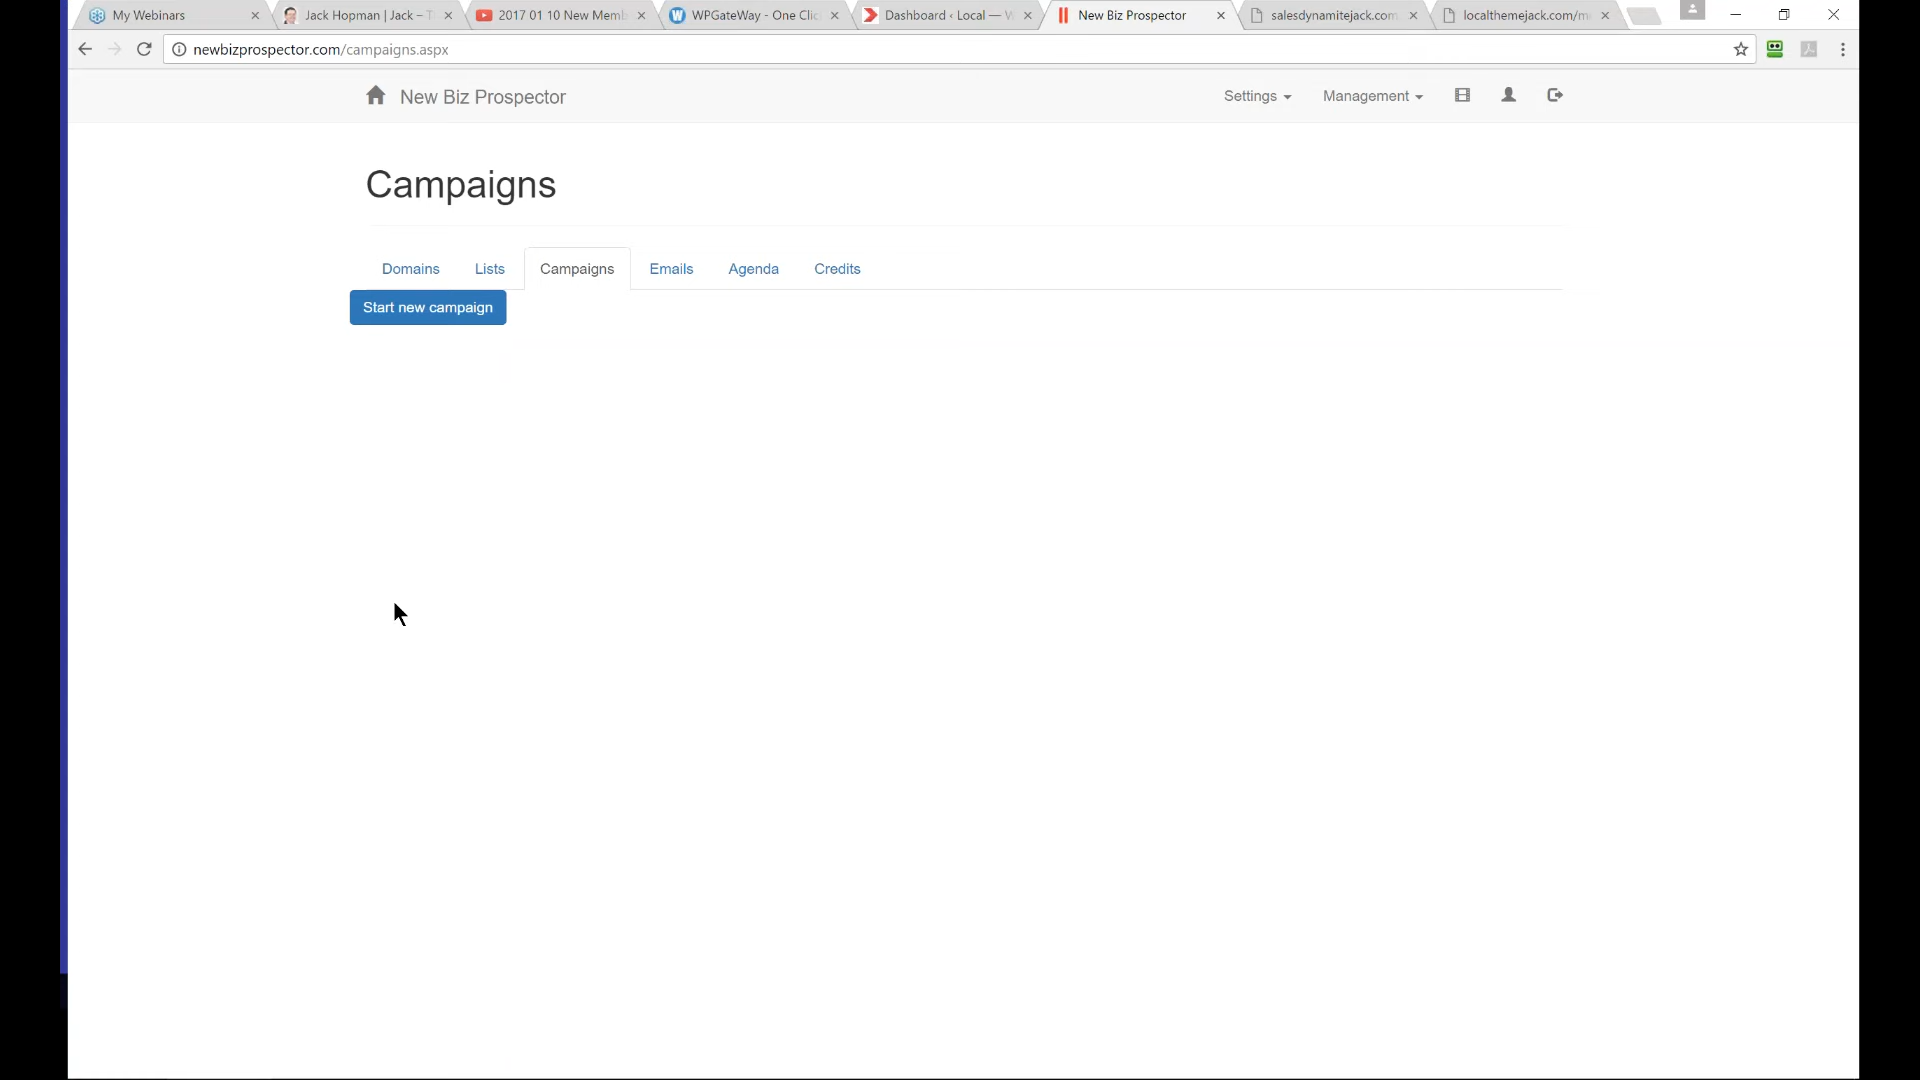 My Webinars
Jack Hopman | Jack – T
2017 01 10 New Memb
WPGateWay - One Clic
Dashboard ‹ Local — W
New Biz Prospector
salesdynamitejack.com
localthemejack.com/m
newbizprospector.com/campaigns.aspx
New Biz Prospector
Settings
Management
Campaigns
Domains
Lists
Campaigns
Emails
Agenda
Credits
Start new campaign